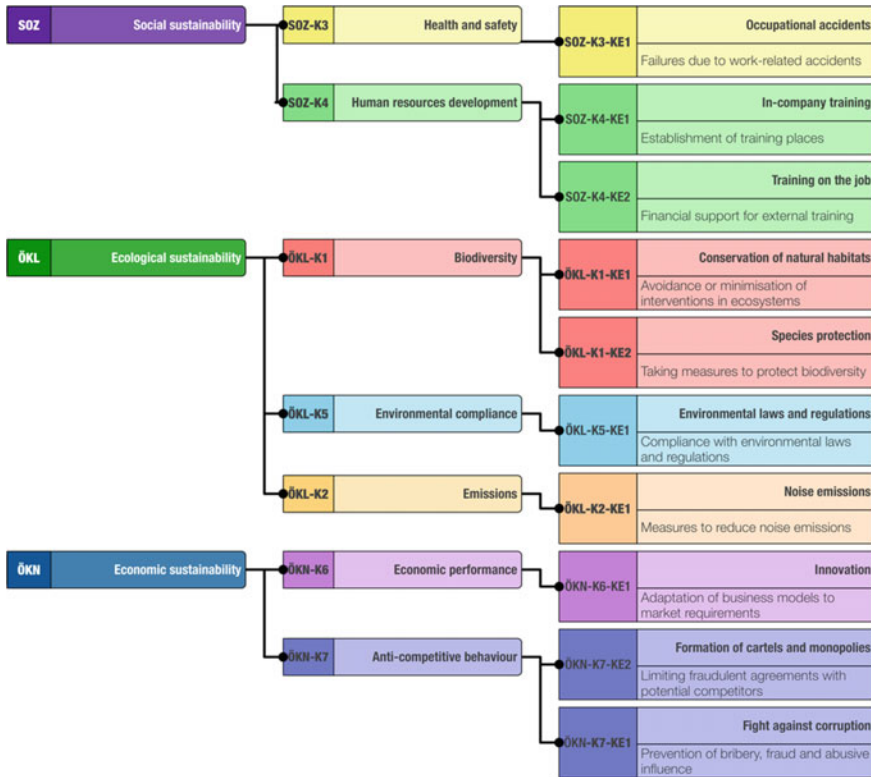 SOZ Social sustainability
SOZ-K3 Health and safety
SOZ-K3-KE1 Occupational accidents
Failures due to work-related accidents
SOZ-K4 Human resources development
SOZ-K4-KE1 In-company training
Establishment of training places
SOZ-K4-KE2 Training on the job
Financial support for external training
ÖKL Ecological sustainability
ÖKL-K1 Biodiversity
ÖKL-K1-KE1 Conservation of natural habitats
Avoidance or minimisation of
interventions in ecosystems
ÖKL-K1-KE2 Species protection
Taking measures to protect biodiversity
ÖKL-K5 Environmental compliance
ÖKL-K5-KE1 Environmental laws and regulations
Compliance with environmental laws
and regulations
ÖKL-K2 Emissions
ÖKL-K2-KE1 Noise emissions
Measures to reduce noise emissions
ÖKN Economic sustainability
ÖKN-K6 Economic performance
ÖKN-K6-KE1 Innovation
Adaptation of business models to
market requirements
ÖKN-K7 Anti-competitive behaviour
ÖKN-K7-KE2 Formation of cartels and monopolies
Limiting fraudulent agreements with
potential competitors
ÖKN-K7-KE1 Fight against corruption
Prevention of bribery, fraud and abusive
influence